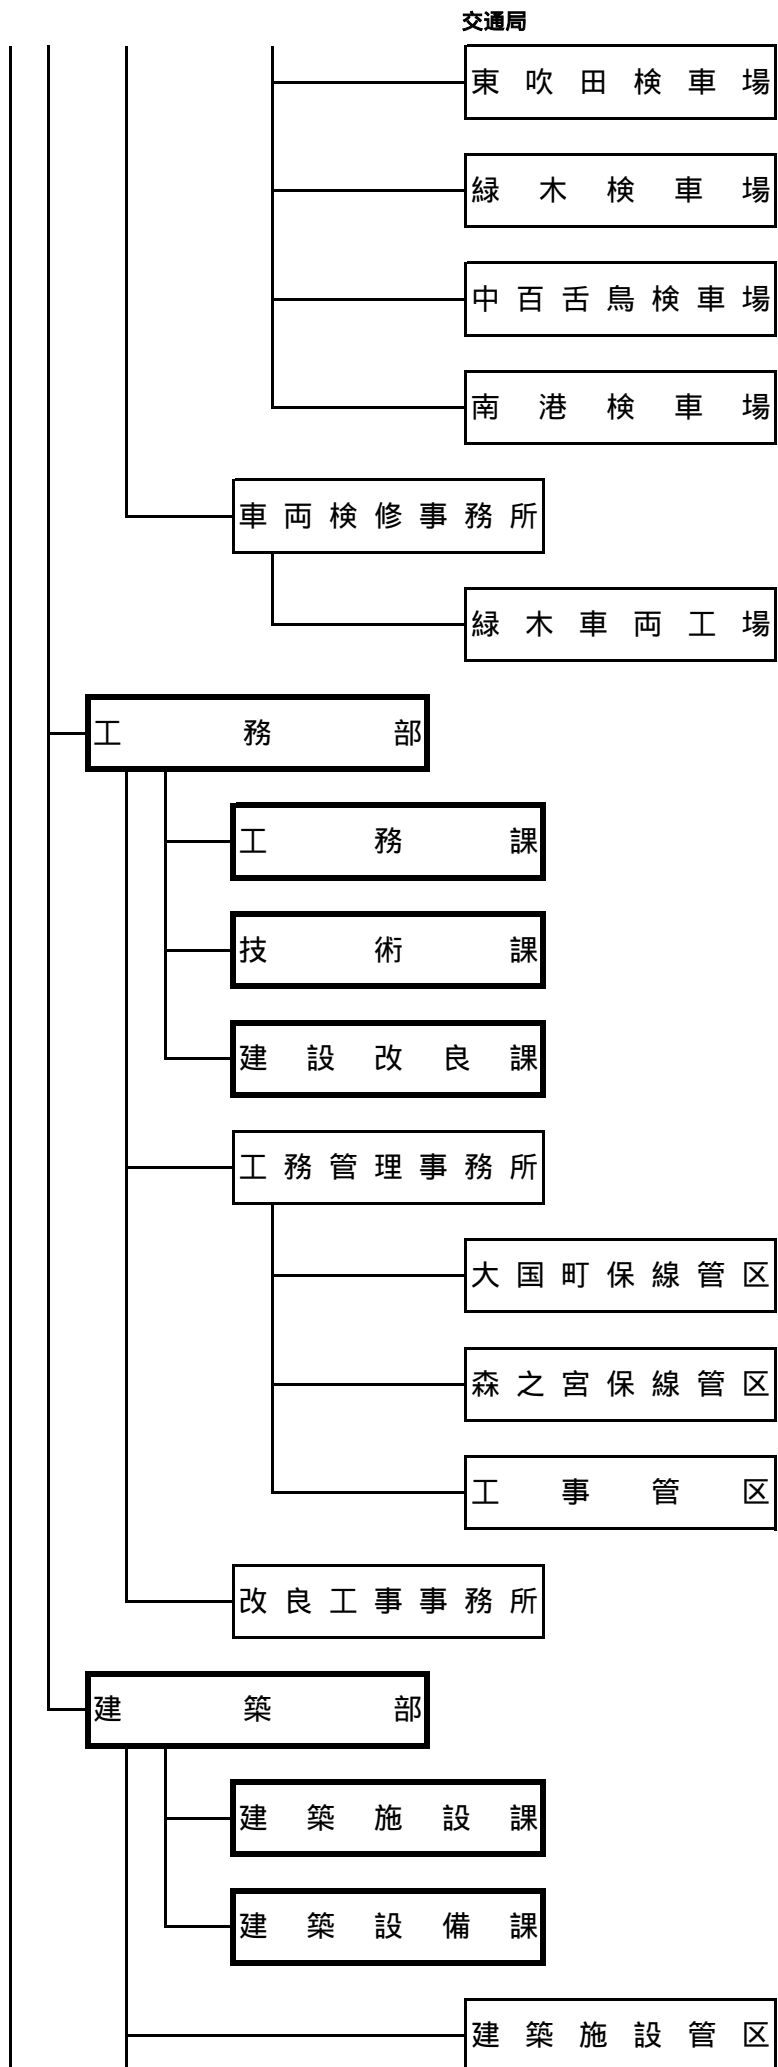 交通局
東吹田検車場
緑木検車場
中百舌鳥検車場
南港検車場
車両検修事務所
緑木車両工場
工務部
工務課
技術課
建設改良課
工務管理事務所
大国町保線管区
森之宮保線管区
工事管区
改良工事事務所
建築部
建築施設課
建築設備課
建築施設管区